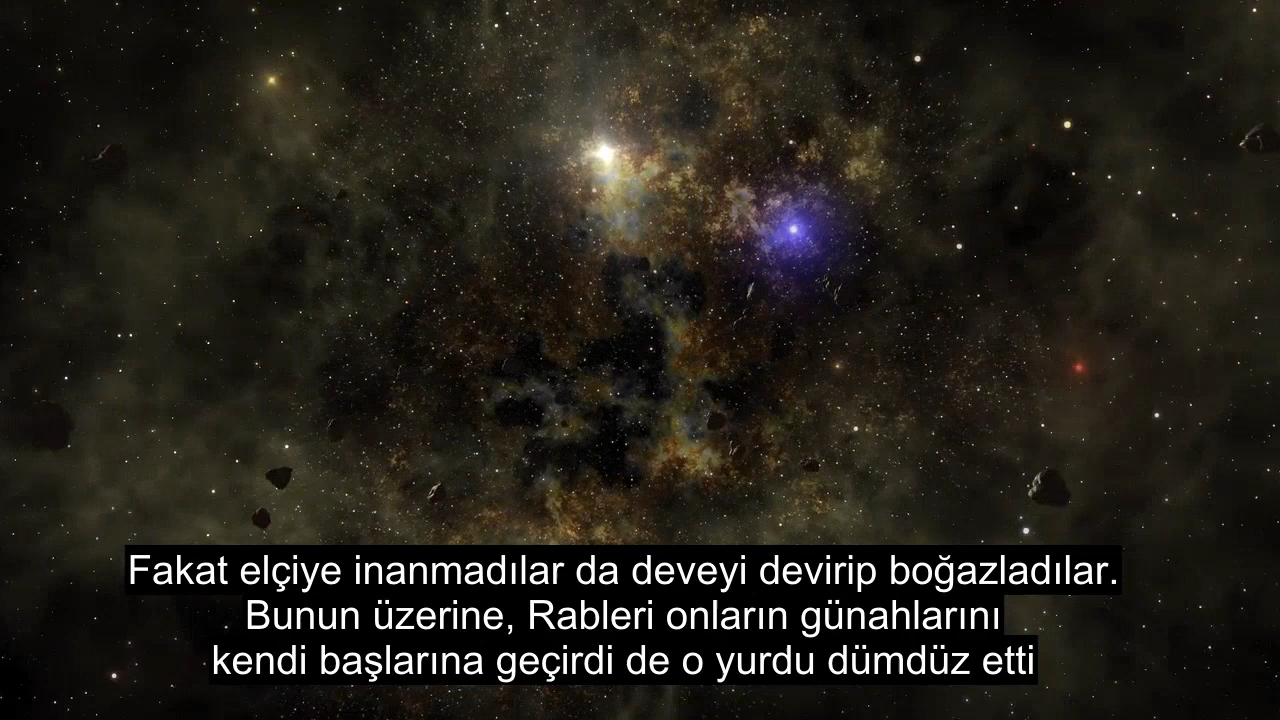 Fakat elçiye inanmadılar da deveyi devirip boğazladılar.
Bunun üzerine, Rableri onların günahlarını
kendi başlarına geçirdi de o yurdu dümdüz etti